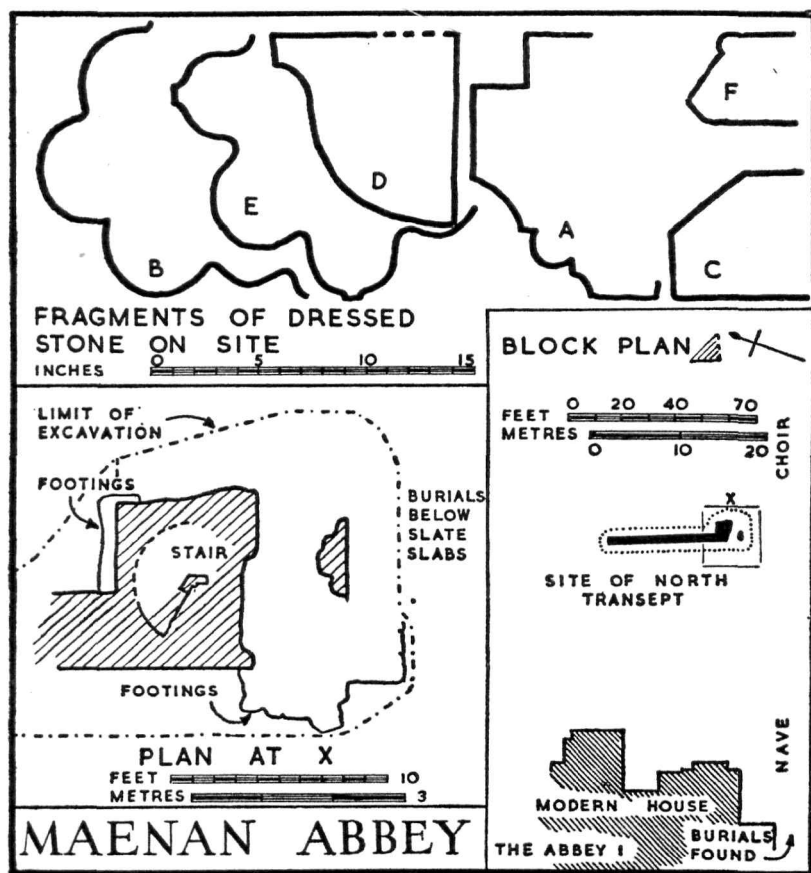 F
D
E
A
B
C
FRAGMENTS OF DRESSED
STONE ON SITE
INCHES 0 5 10 15
BLOCK PLAN
FEET 0 20 40 70
METRES 0 10 20
CHOIR
X
SITE OF NORTH
TRANSEPT
NAVE
MODERN HOUSE
THE ABBEY I
BURIALS
FOUND
LIMIT OF
EXCAVATION
FOOTINGS
STAIR
BURIALS
BELOW
SLATE
SLABS
FOOTINGS
PLAN AT X
FEET 10
METRES 3
MAENAN ABBEY